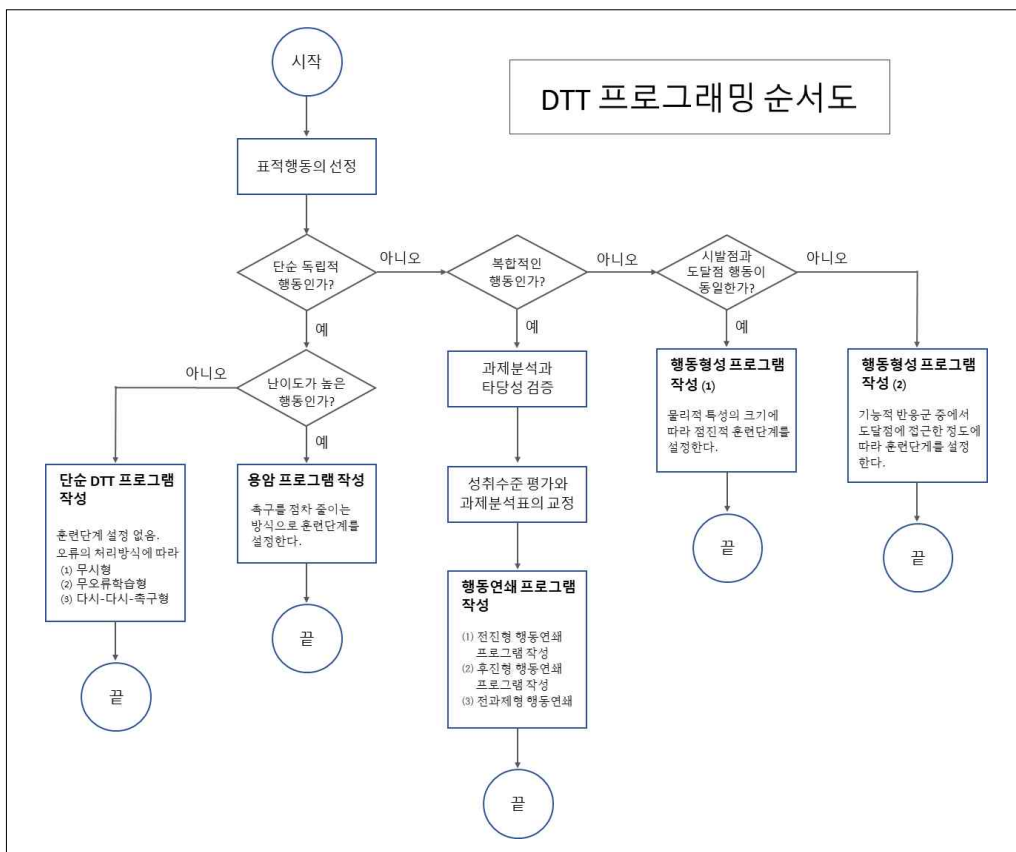 시작
DTT 프로그래밍 순서도
표적행동의 선정
단순 독립적
행동인가?
아니오
복합적인
행동인가?
아니오
시발점과
도달점 행동이
동일한가?
아니오
예
예
예
난이도가 높은
행동인가?
아니오
예
과제분석과
타당성 검증
행동형성 프로그램
작성 (1)
물리적 특성의 크기에
따라 점진적 훈련단계를
설정한다.
행동형성 프로그램
작성 (2)
기능적 반응군 중에서
도달점에 접근한 정도에
따라 훈련단계를 설정
한다.
단순 DTT 프로그램
작성
훈련단계 설정 없음.
오류의 처리방식에 따라
(1) 무시형
(2) 무오류학습형
(3) 다시-다시-촉구형
용암 프로그램 작성
촉구를 점차 줄이는
방식으로 훈련단계를
설정한다.
성취수준 평가와
과제분석표의 교정
끝
끝
행동연쇄 프로그램
작성
(1) 전진형 행동연쇄
프로그램 작성
(2) 후진형 행동연쇄
프로그램 작성
(3) 전과제형 행동연쇄
끝
끝
끝